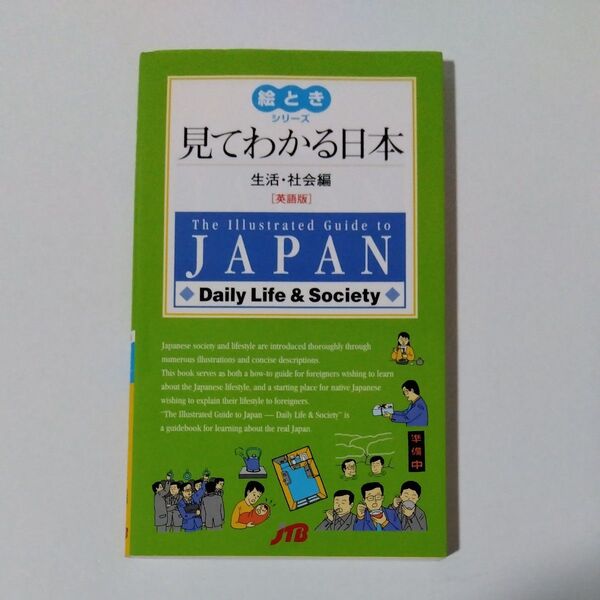 絵とき
シリーズ
見てわかる日本
生活・社会編
[英語版]
The Illustrated Guide to
JAPAN
Daily Life & Society
Japanese society and lifestyle are introduced thoroughly through
numerous illustrations and concise descriptions.
This book serves as both a how-to guide for foreigners wishing to learn
about the Japanese lifestyle, and a starting place for native Japanese
wishing to explain their lifestyle to foreigners.
"The Illustrated Guide to Japan — Daily Life & Society" is
a guidebook for learning about the real Japan.
準備中
JTB